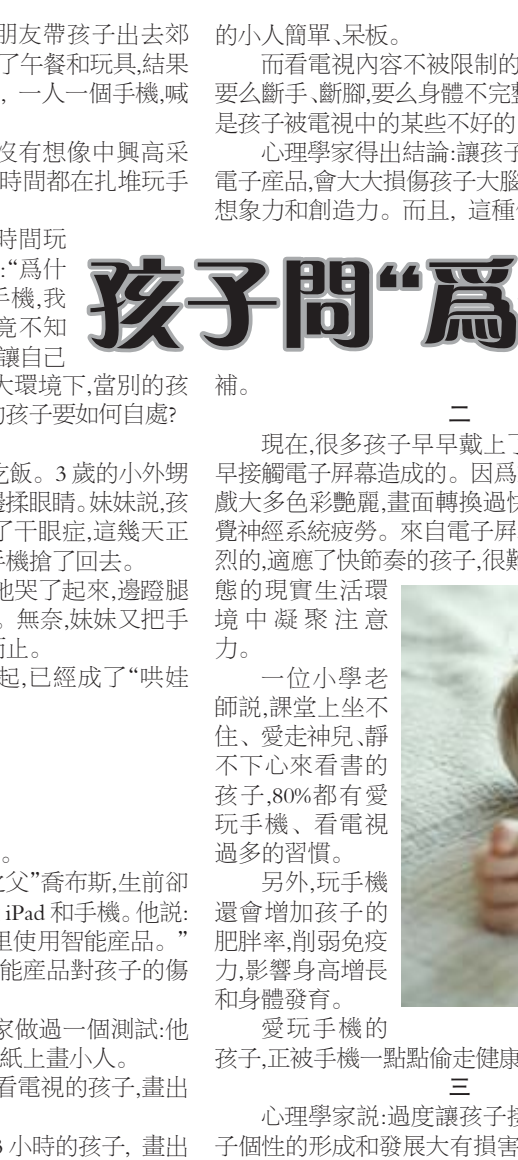 朋友帶孩子出去郊
了午餐和玩具,結果
, 一人一個手機,喊
沒有想像中興高采
時間都在扎堆玩手
時間玩
:“爲什
手機,我
竟不知
讓自己
大環境下,當別的孩
的孩子要如何自處?
吃飯。3 歲的小外甥
邊揉眼睛。妹妹説,孩
了干眼症,這幾天正
手機搶了回去。
他哭了起來,邊蹬腿
。無奈,妹妹又把手
而止。
起,已經成了“哄娃
。
之父”喬布斯,生前卻
iPad 和手機。他説:
里使用智能産品。”
能産品對孩子的傷
家做過一個測試:他
紙上畫小人。
看電視的孩子,畫出
3 小時的孩子, 畫出
孩子問“爲
的小人簡單、呆板。
而看電視内容不被限制的
要么斷手、斷腳,要么身體不完整
是孩子被電視中的某些不好的
心理學家得出結論:讓孩子
電子産品,會大大損傷孩子大腦
想象力和創造力。而且, 這種
補。
二
現在,很多孩子早早戴上了
早接觸電子屏幕造成的。因爲
戲大多色彩艷麗,畫面轉換過快
覺神經系統疲勞。來自電子屏
烈的,適應了快節奏的孩子,很難
態的現實生活環
境中凝聚注意
力。
一位小學老
師説,課堂上坐不
住、愛走神兒、靜
不下心來看書的
孩子,80%都有愛
玩手機、看電視
過多的習慣。
另外,玩手機
還會增加孩子的
肥胖率,削弱免疫
力,影響身高增長
和身體發育。
愛玩手機的
孩子,正被手機一點點偷走健康
三
心理學家説:過度讓孩子接
子個性的形成和發展大有損害